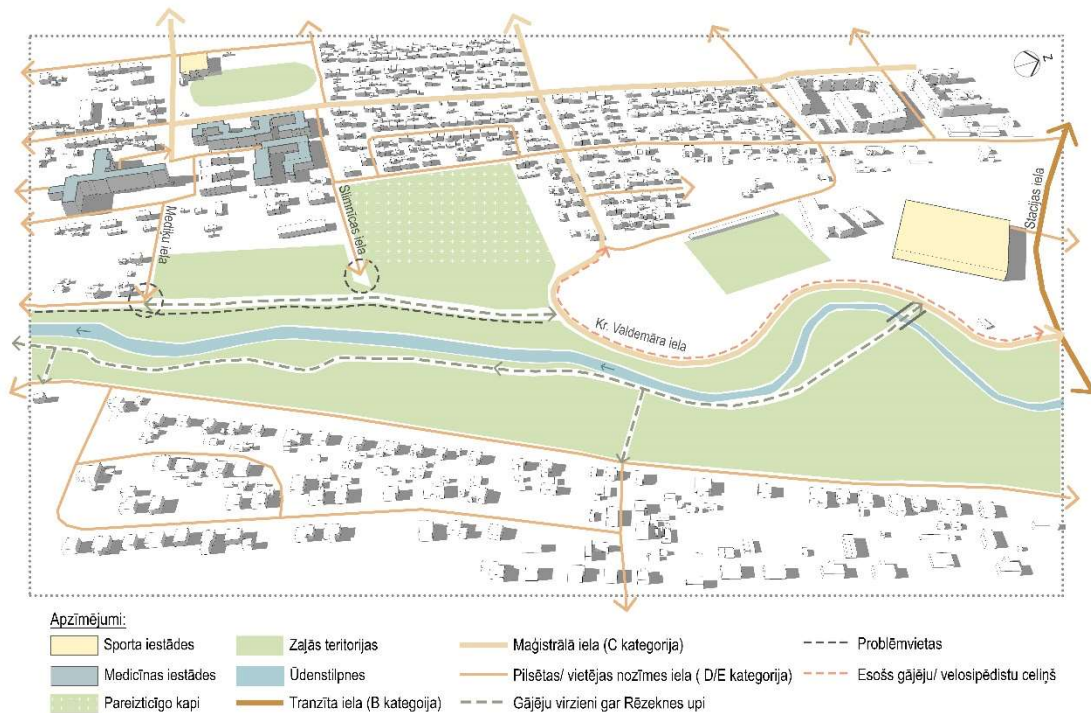 Z
Mediķu iela
Slimnīcas iela
Stacijas iela
Kr. Valdemāra iela
Apzīmējumi:
Sporta iestādes
Zaļās teritorijas
Maģistrālā iela (C kategorija)
Problēmvietas
Medicīnas iestādes
Ūdenstilpnes
Pilsētas/ vietējas nozīmes iela ( D/E kategorija)
Esošs gājēju/ velosipēdistu celiņš
Pareizticīgo kapi
Tranzīta iela (B kategoija)
Gājēju virzieni gar Rēzeknes upi